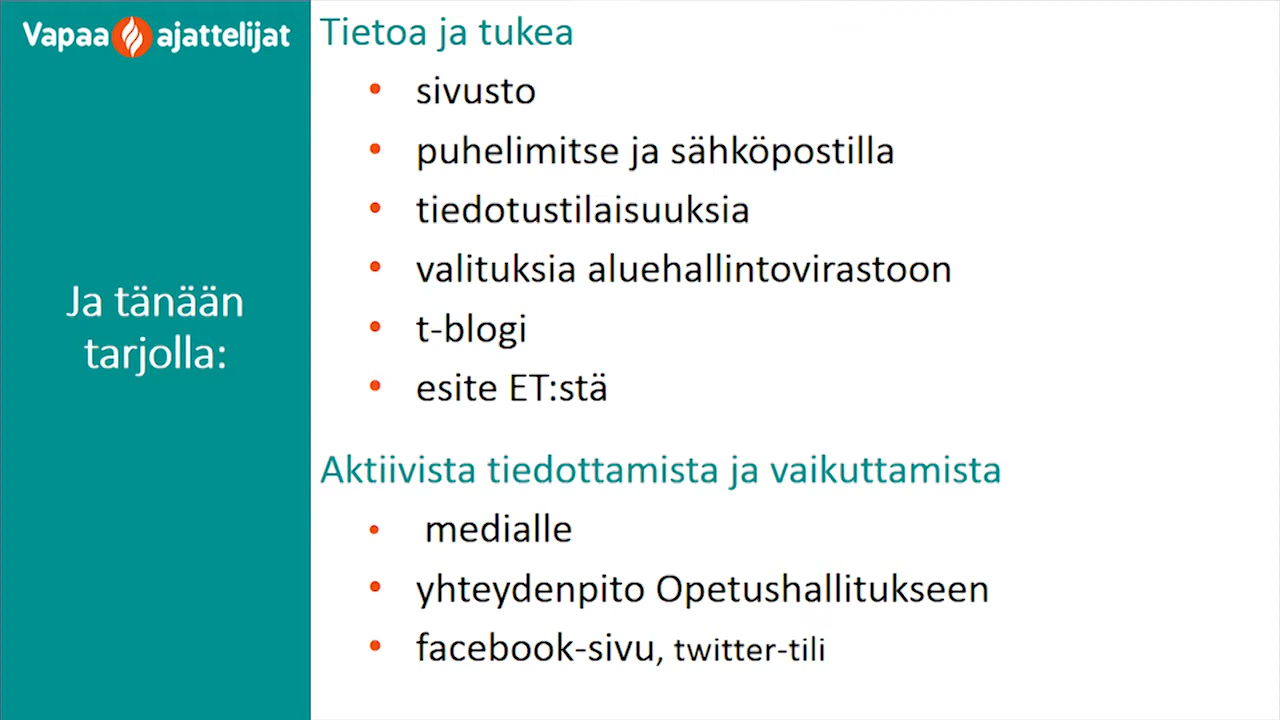 Vapaa ajattelijat
Ja tänään
tarjolla:
Tietoa ja tukea
• sivusto
• puhelimitse ja sähköpostilla
• tiedotustilaisuuksia
• valituksia aluehallintovirastoon
• t-blogi
• esite ET:stä
Aktiivista tiedottamista ja vaikuttamista
• medialle
• yhteydenpito Opetushallitukseen
• facebook-sivu, twitter-tili